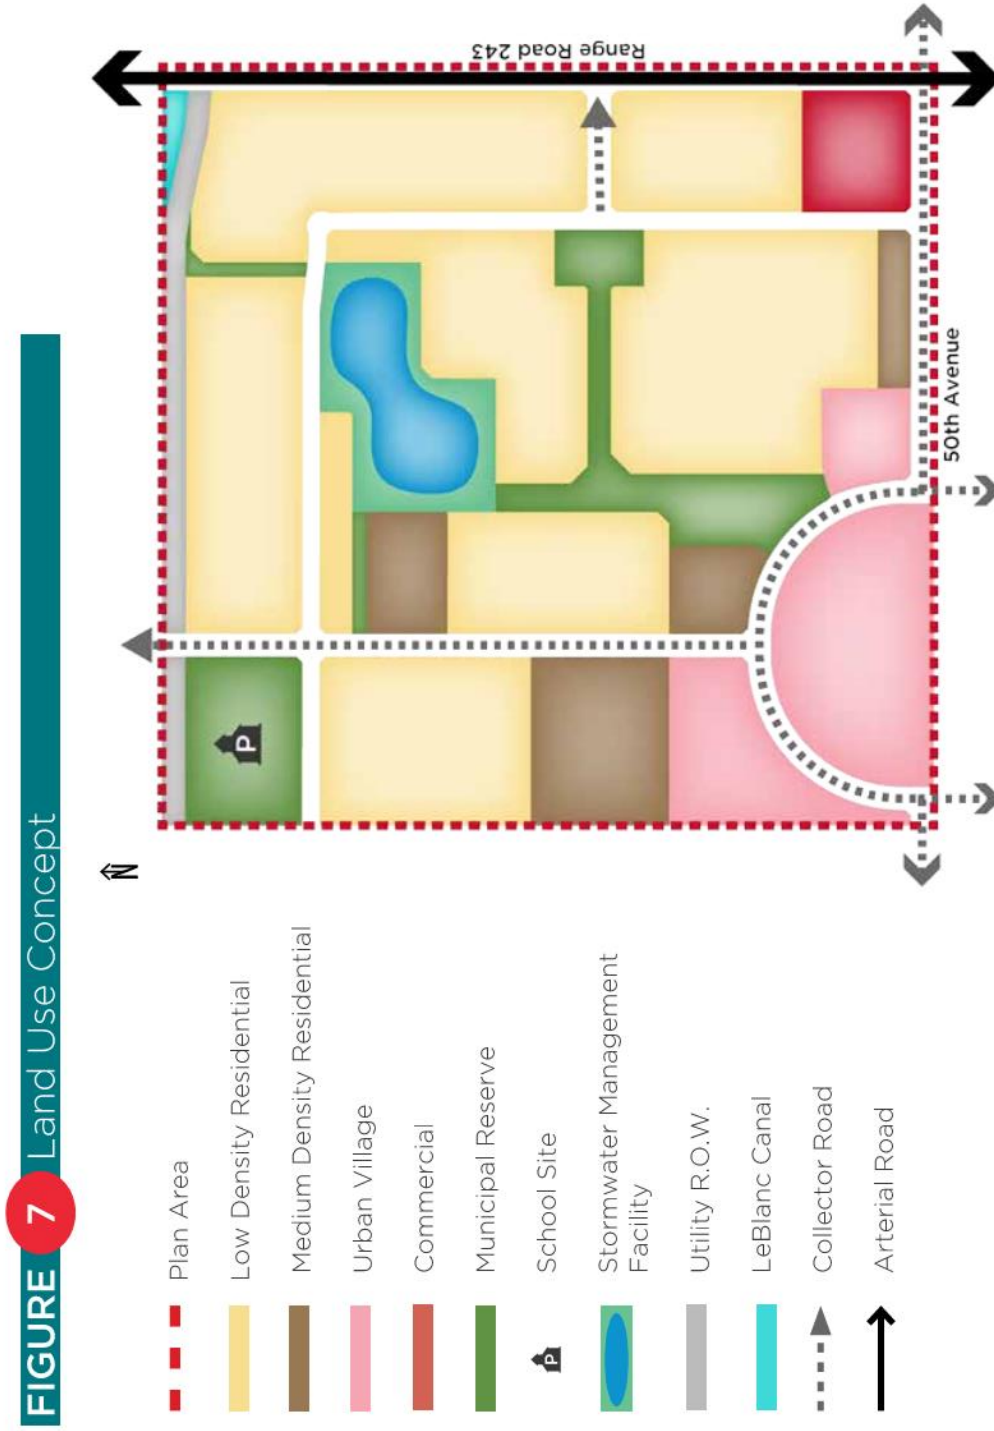 FIGURE 7 Land Use Concept
Plan Area
Low Density Residential
Medium Density Residential
Urban Village
Commercial
Municipal Reserve
P School Site
Stormwater Management
Facility
Utility R.O.W.
LeBlanc Canal
Collector Road
Arterial Road
N
P
Range Road 243
50th Avenue